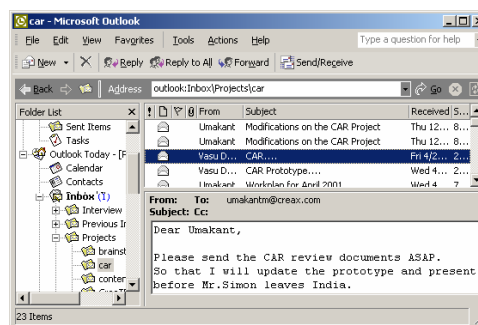 car - Microsoft Outlook
File Edit View Favorites Tools Actions Help Type a question for help
New Reply Reply to All Forward Send/Receive
Back Address outlook:Inbox\Projects\car Go
Folder List
! From Subject Received S...
Sent Items
Umakant Modifications on the CAR Project Thu 12... 8...
Tasks
Umakant Modifications on the CAR Project Thu 12... 8...
Outlook Today - [F
Vasu D... CAR.... Fri 4/2... 2...
Calendar
Vasu D... CAR Prototype.... Wed 4... 2...
Contacts
Umakant Workplan for April 2001 Wed 4 7
Inbox (1)
Interview
Previous Ir
Projects
brainst
car
conter
From: To: umakantm@creax.com
Subject: Cc:
Dear Umakant,
Please send the CAR review documents ASAP.
So that I will update the prototype and present
before Mr.Simon leaves India.
23 Items